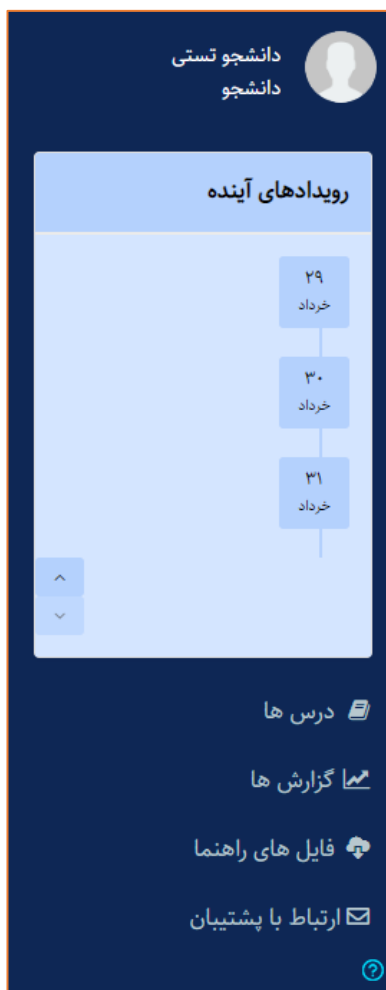 دانشجو تستی
دانشجو
رویدادهای آینده
۲۹
خرداد
۳۰
خرداد
۳۱
خرداد
درس ها
گزارش ها
فایل های راهنما
ارتباط با پشتیبان
?